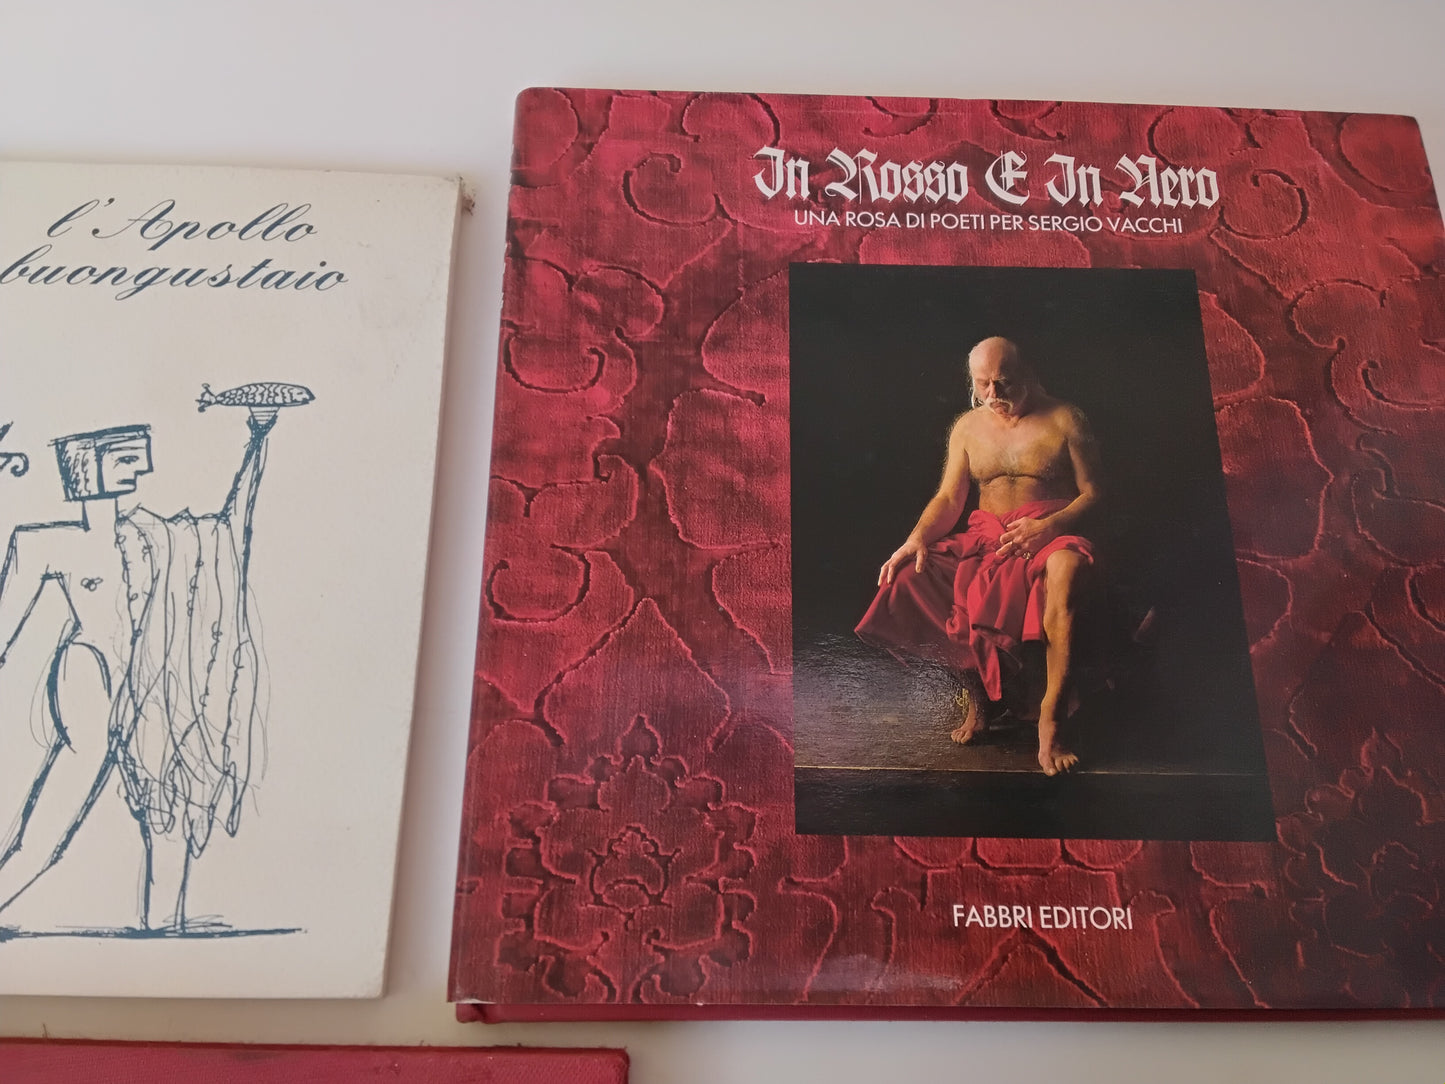 l'Apollo
buongustaio
In Rosso E In Nero
UNA ROSA DI POETI PER SERGIO VACCHI
FABBRI EDITORI